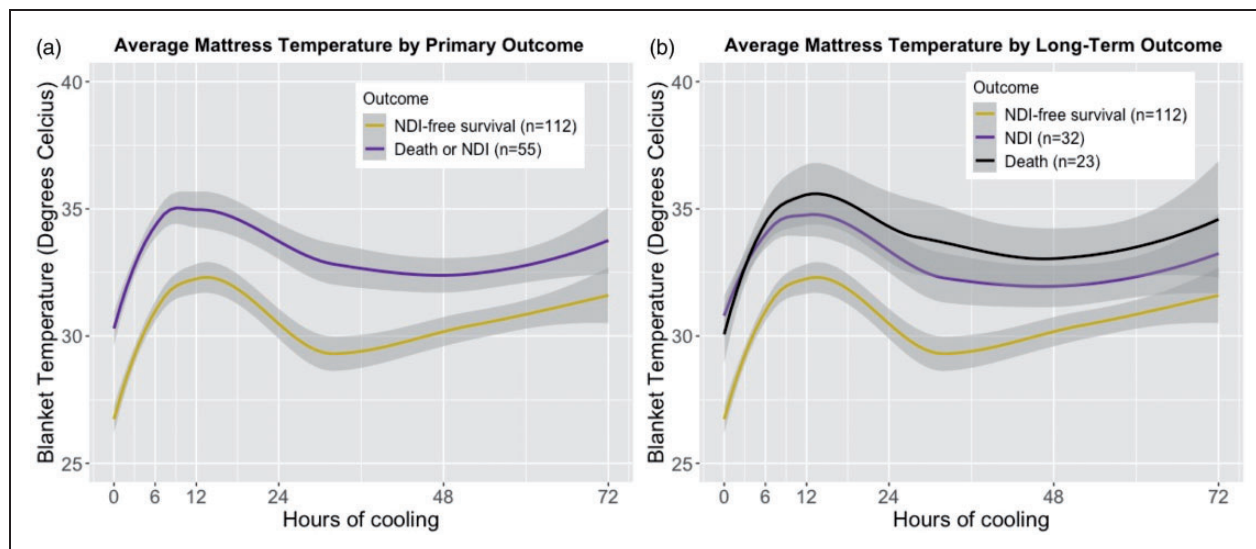 (a)
Average Mattress Temperature by Primary Outcome
Blanket Temperature (Degrees Celcius)
40
35
30
25
Outcome
NDI-free survival (n=112)
Death or NDI (n=55)
0 6 12 24 48 72
Hours of cooling
(b)
Average Mattress Temperature by Long-Term Outcome
Blanket Temperature (Degrees Celcius)
40
35
30
25
Outcome
NDI-free survival (n=112)
NDI (n=32)
Death (n=23)
0 6 12 24 48 72
Hours of cooling